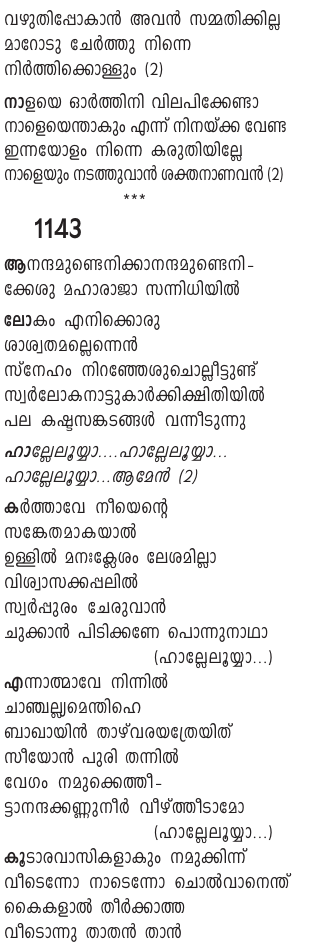 വഴുതിപ്പോകാൻ അവൻ സമ്മതിക്കില്ല
മാറോടു ചേർത്തു നിന്നെ
നിർത്തിക്കൊള്ളും (2)
നാളയെ ഓർത്തിനി വിലപിക്കേണ്ടാ
നാളെയെന്താകും എന്ന് നിനയ്ക്ക വേണ്ട
ഇന്നയോളം നിന്നെ കരുതിയില്ലേ
നാളെയും നടത്തുവാൻ ശക്തനാണവൻ (2)
***
1143
ആനന്ദമുണ്ടെനിക്കാനന്ദമുണ്ടെനി-
ക്കേശു മഹാരാജാ സന്നിധിയിൽ
ലോകം എനിക്കൊരു
ശാശ്വതമല്ലെന്നെൻ
സ്നേഹം നിറഞ്ഞേശുചൊല്ലീട്ടുണ്ട്
സ്വർലോകനാട്ടുകാർക്കിക്ഷിതിയിൽ
പല കഷ്ടസങ്കടങ്ങൾ വന്നീടുന്നു
ഹാല്ലേലൂയ്യാ....ഹാല്ലേലൂയ്യാ...
ഹാല്ലേലൂയ്യാ...ആമേൻ (2)
കർത്താവേ നീയെന്റെ
സങ്കേതമാകയാൽ
ഉള്ളിൽ മനഃക്ലേശം ലേശമില്ലാ
വിശ്വാസക്കപ്പലിൽ
സ്വർപ്പുരം ചേരുവാൻ
ചുക്കാൻ പിടിക്കണേ പൊന്നുനാഥാ
(ഹാല്ലേലൂയ്യാ...)
എന്നാത്മാവേ നിന്നിൽ
ചാഞ്ചല്ല്യമെന്തിഹെ
ബാഖായിൻ താഴ്‌വരയത്രേയിത്
സീയോൻ പുരി തന്നിൽ
വേഗം നമുക്കെത്തീ-
ട്ടാനന്ദക്കണ്ണുനീർ വീഴ്ത്തീടാമോ
(ഹാല്ലേലൂയ്യാ...)
കൂടാരവാസികളാകും നമുക്കിന്ന്
വീടെന്നോ നാടെന്നോ ചൊൽവാനെന്ത്
കൈകളാൽ തീർക്കാത്ത
വീടൊന്നു താതൻ താൻ